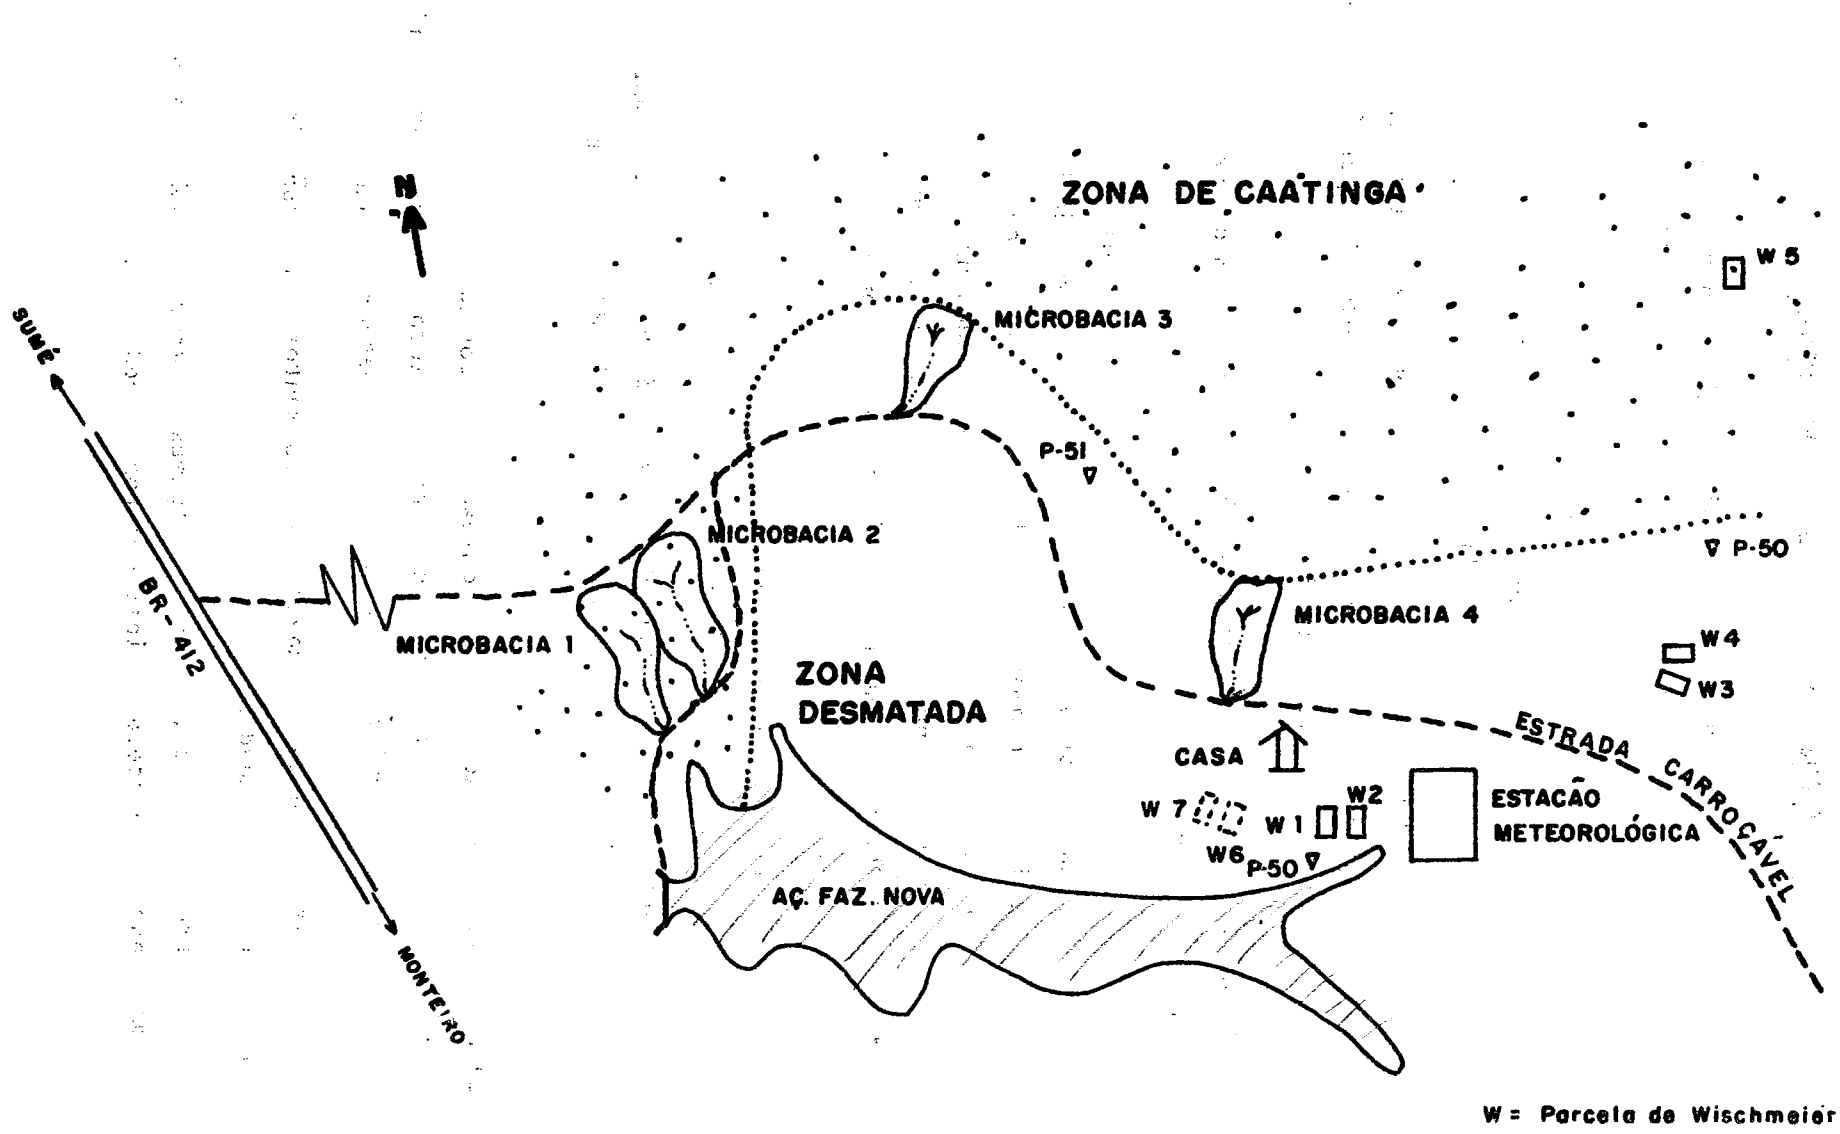 N
ZONA DE CAATINGA
W 5
SUMÉ
MICROBACIA 3
P-51
MICROBACIA 2
P-50
BR-412
MICROBACIA 1
MICROBACIA 4
W4
W3
ZONA
DESMATADA
ESTRADA CARROÇÁVEL
CASA
W 7
W 1
W2
ESTACÃO
METEOROLÓGICA
W6
P-50
AÇ. FAZ. NOVA
MONTEIRO
W = Parcela de Wischmeier